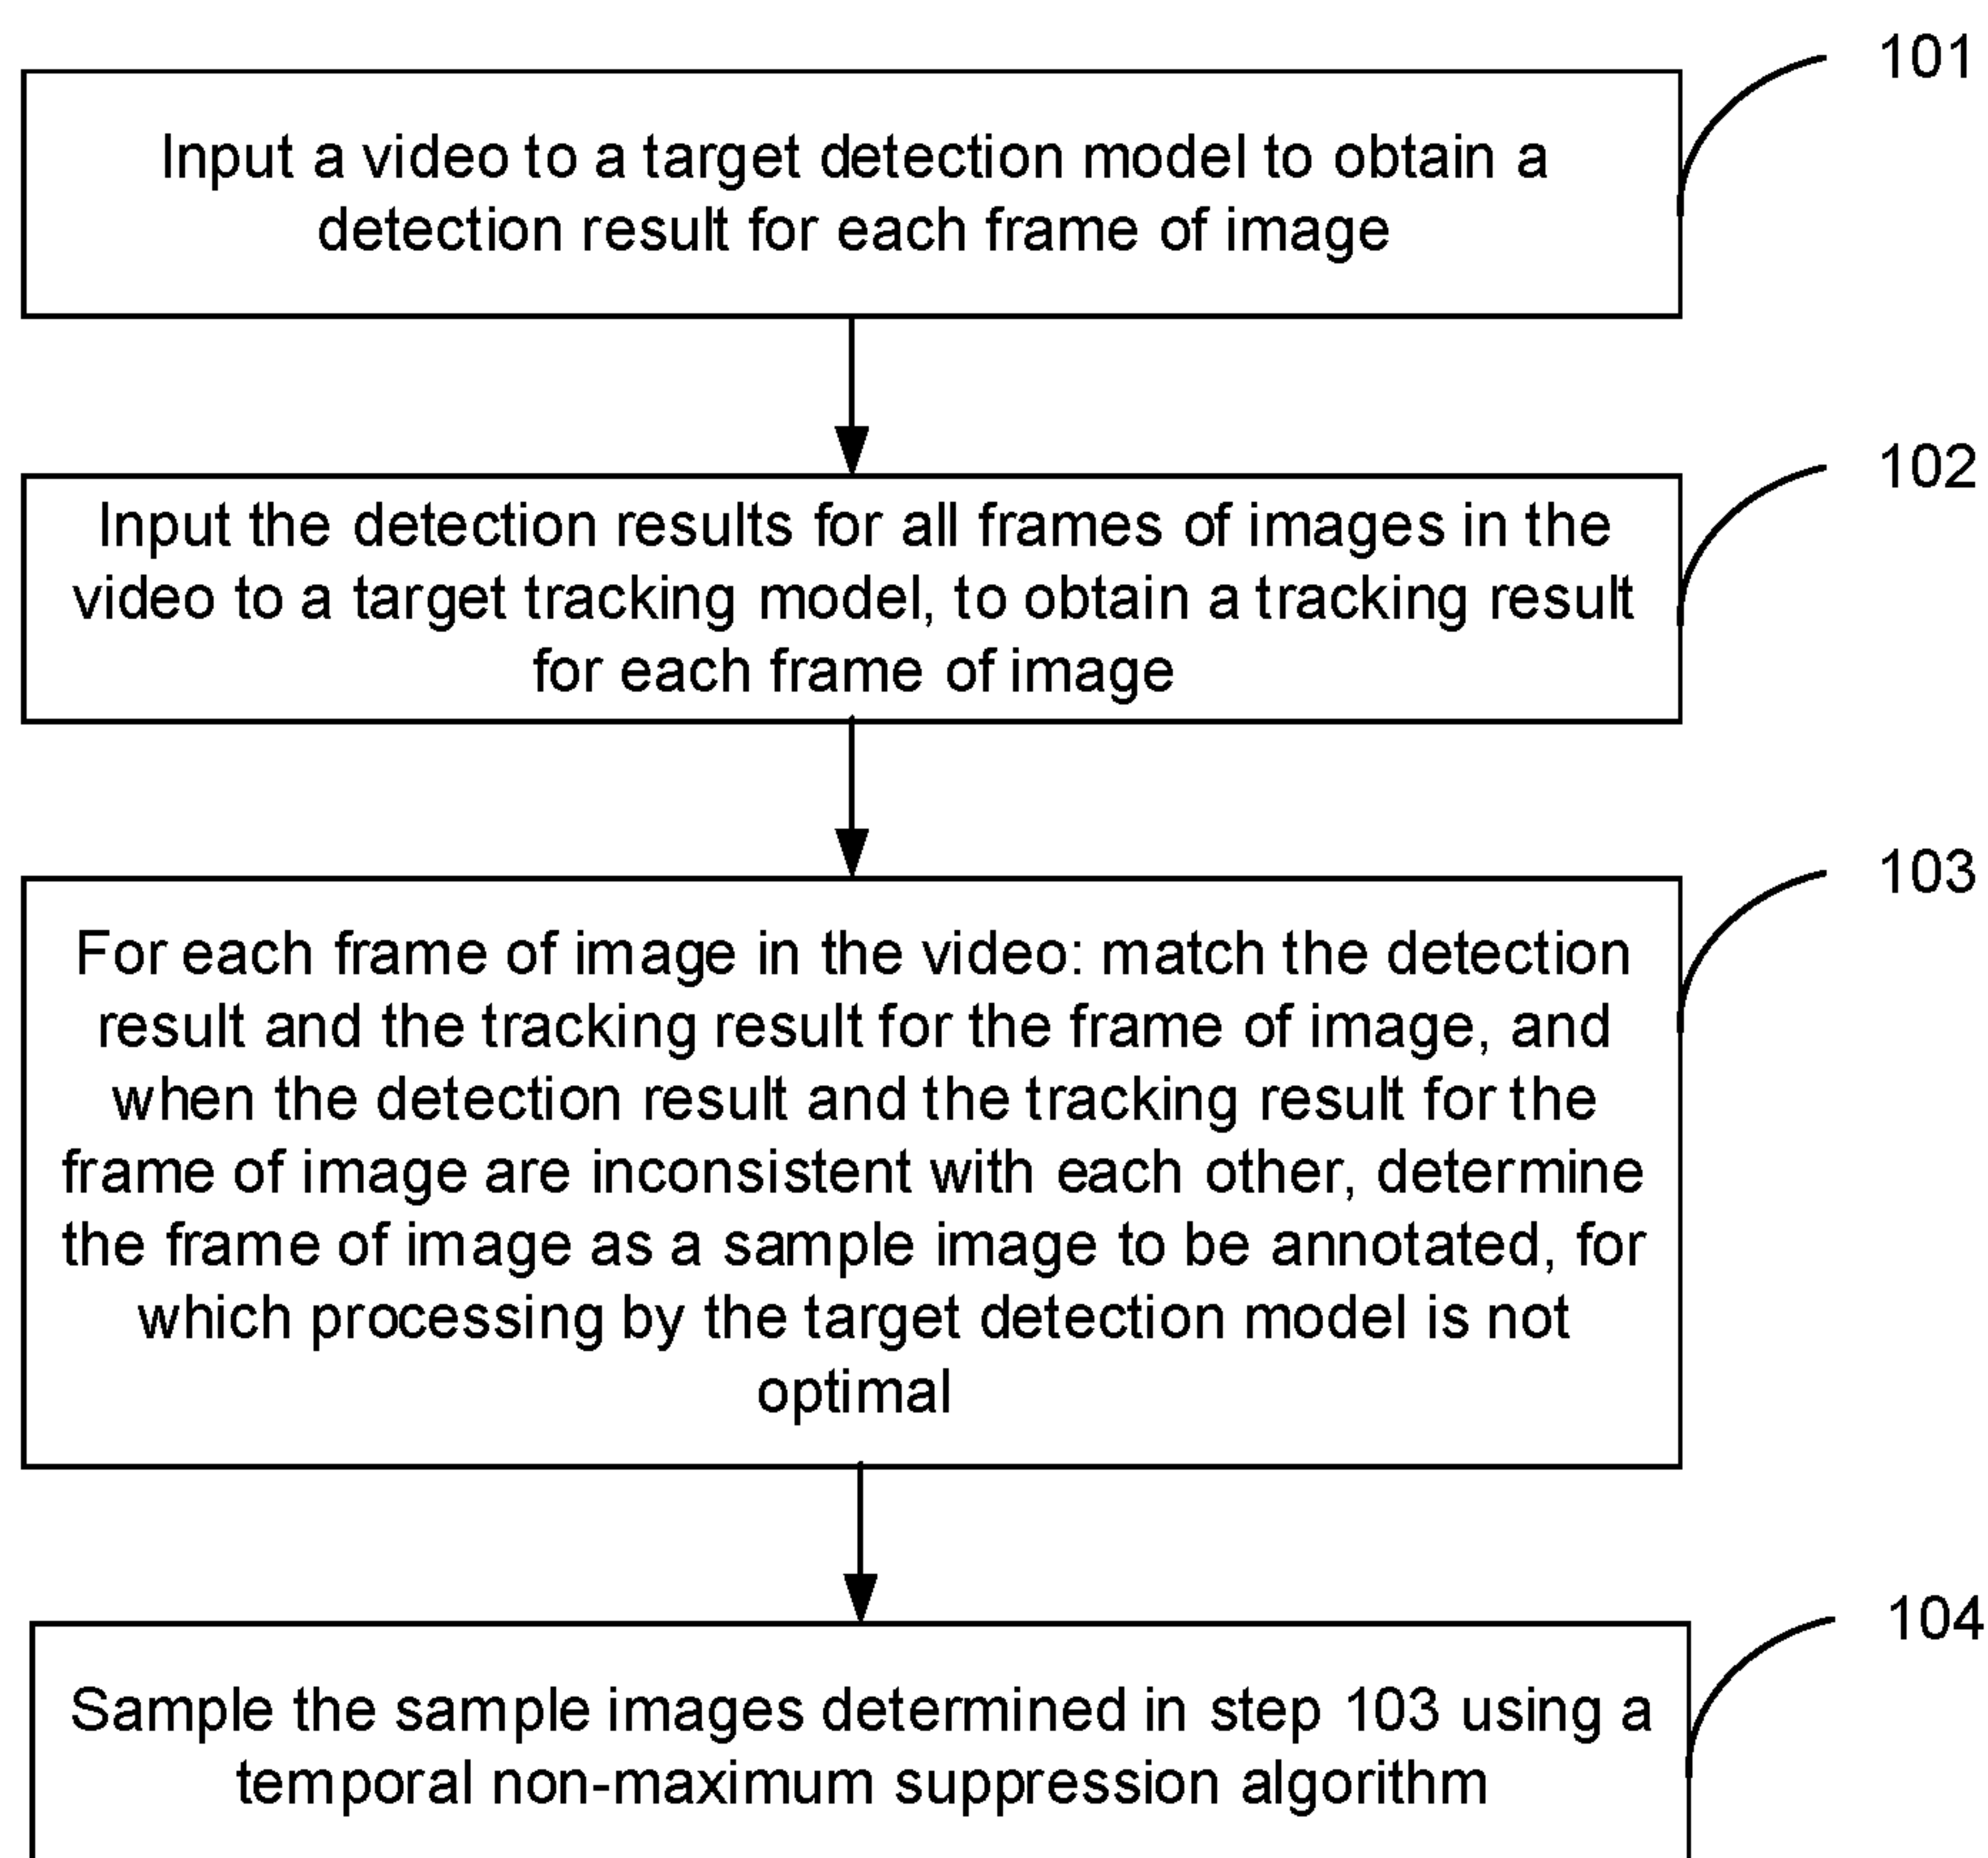 101
Input a video to a target detection model to obtain a
detection result for each frame of image
102
Input the detection results for all frames of images in the
video to a target tracking model, to obtain a tracking result
for each frame of image
103
For each frame of image in the video: match the detection
result and the tracking result for the frame of image, and
when the detection result and the tracking result for the
frame of image are inconsistent with each other, determine
the frame of image as a sample image to be annotated, for
which processing by the target detection model is not
optimal
104
Sample the sample images determined in step 103 using a
temporal non-maximum suppression algorithm